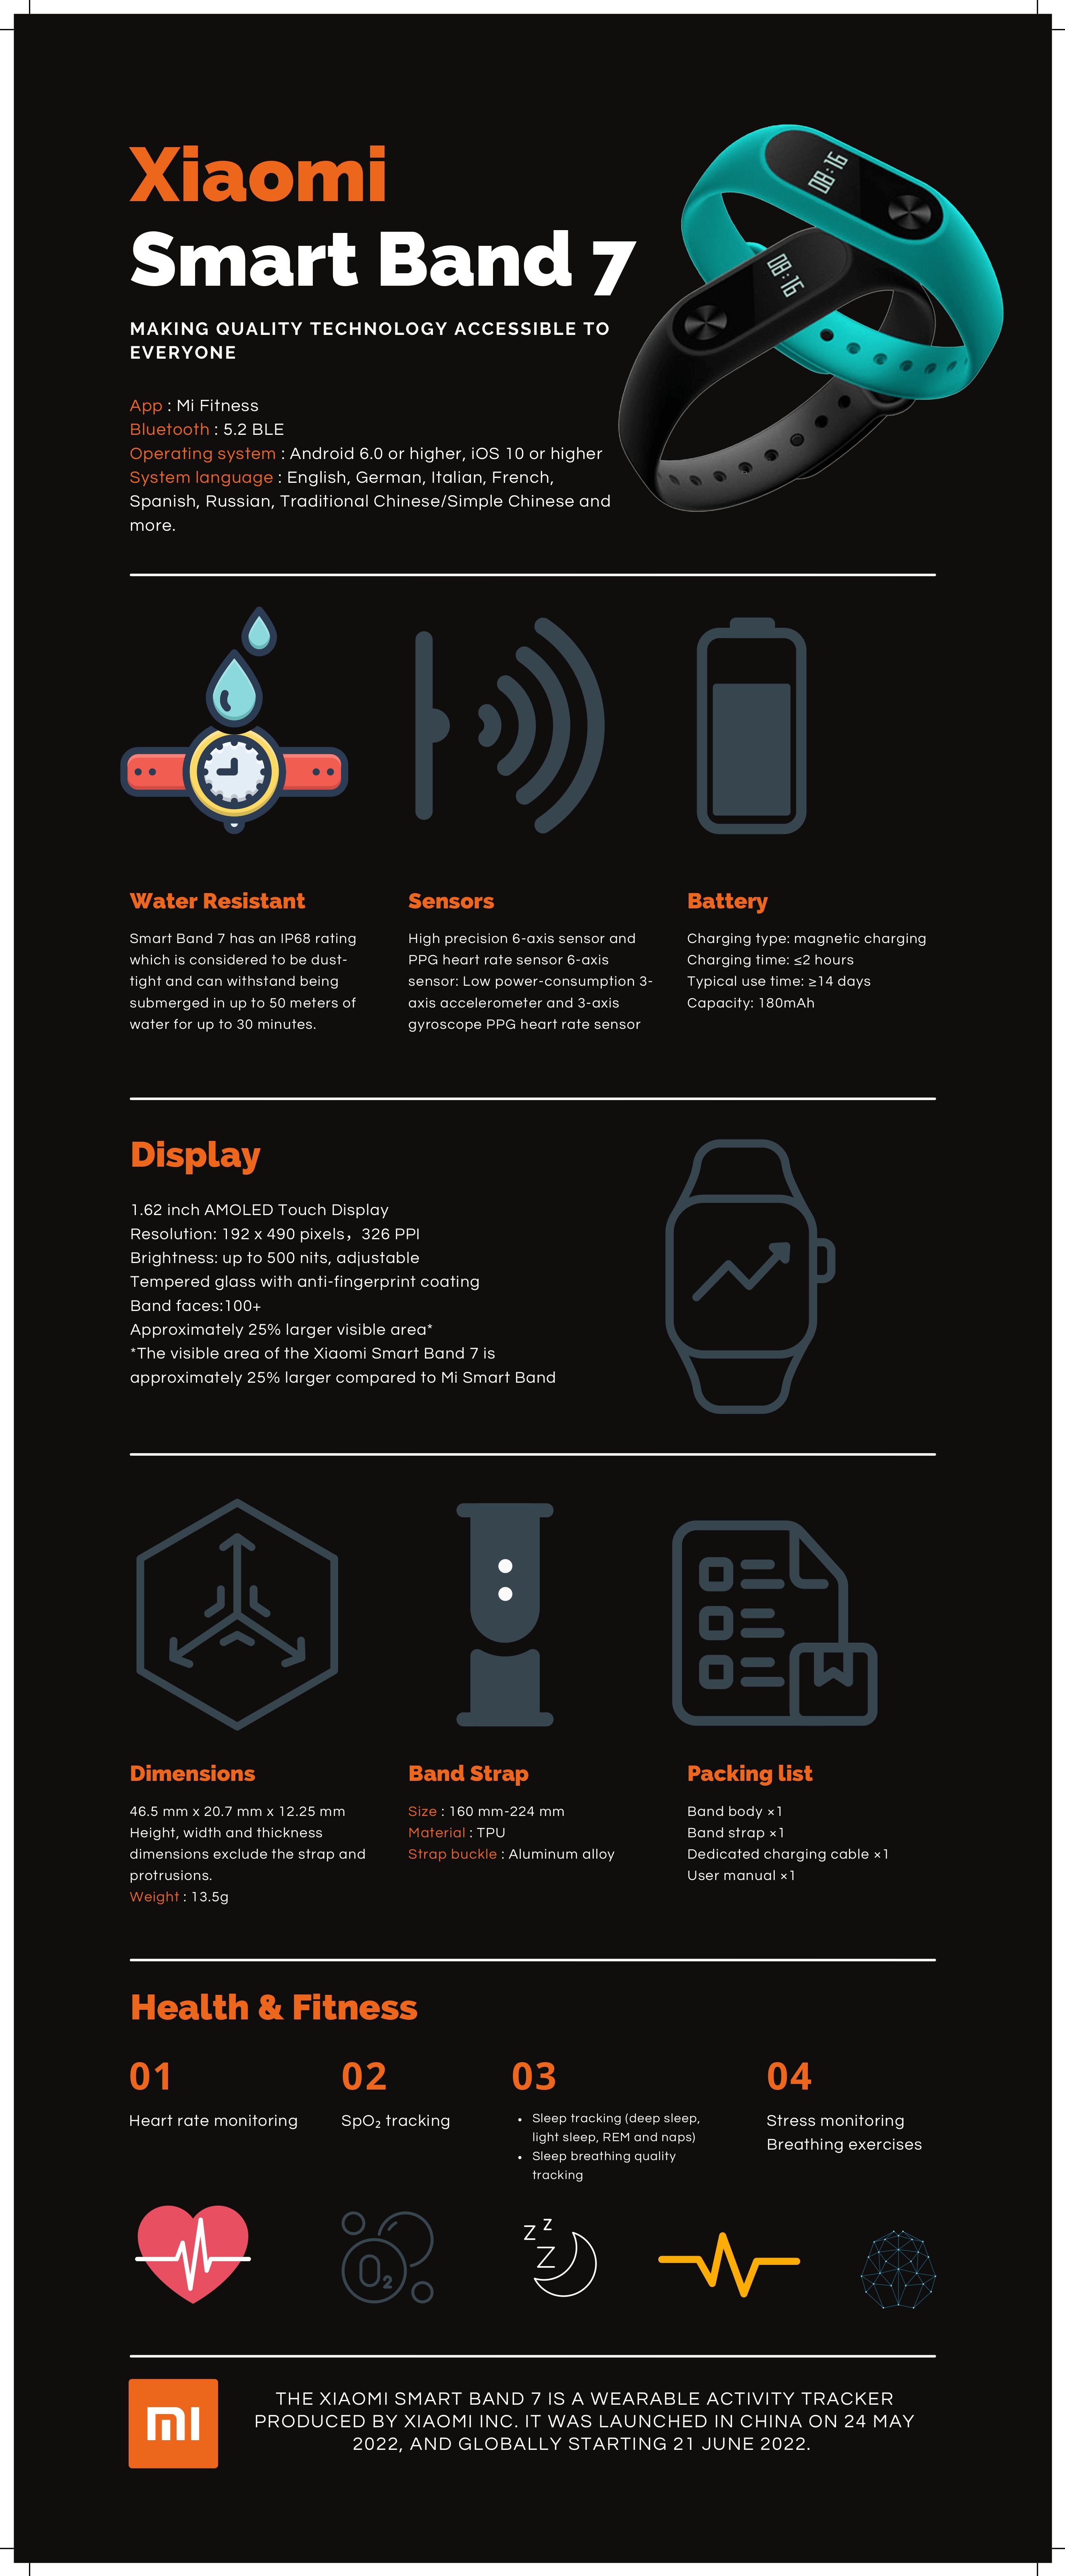 Xiaomi
Smart Band 7
MAKING QUALITY TECHNOLOGY ACCESSIBLE TO
EVERYONE
App : Mi Fitness
Bluetooth : 5.2 BLE
Operating system : Android 6.0 or higher, iOS 10 or higher
System language : English, German, Italian, French,
Spanish, Russian, Traditional Chinese/Simple Chinese and
more.
08:16
08:16
Water Resistant
Smart Band 7 has an IP68 rating
which is considered to be dust-
tight and can withstand being
submerged in up to 50 meters of
water for up to 30 minutes.
Sensors
High precision 6-axis sensor and
PPG heart rate sensor 6-axis
sensor: Low power-consumption 3-
axis accelerometer and 3-axis
gyroscope PPG heart rate sensor
Battery
Charging type: magnetic charging
Charging time: ≤2 hours
Typical use time: ≥14 days
Capacity: 180mAh
Display
1.62 inch AMOLED Touch Display
Resolution: 192 x 490 pixels，326 PPI
Brightness: up to 500 nits, adjustable
Tempered glass with anti-fingerprint coating
Band faces:100+
Approximately 25% larger visible area*
*The visible area of the Xiaomi Smart Band 7 is
approximately 25% larger compared to Mi Smart Band
Dimensions
46.5 mm x 20.7 mm x 12.25 mm
Height, width and thickness
dimensions exclude the strap and
protrusions.
Weight : 13.5g
Band Strap
Size : 160 mm-224 mm
Material : TPU
Strap buckle : Aluminum alloy
Packing list
Band body ×1
Band strap ×1
Dedicated charging cable ×1
User manual ×1
Health & Fitness
01
Heart rate monitoring
02
SpO₂ tracking
03
• Sleep tracking (deep sleep,
light sleep, REM and naps)
• Sleep breathing quality
tracking
04
Stress monitoring
Breathing exercises
O₂
Z z
Z
mi
THE XIAOMI SMART BAND 7 IS A WEARABLE ACTIVITY TRACKER
PRODUCED BY XIAOMI INC. IT WAS LAUNCHED IN CHINA ON 24 MAY
2022, AND GLOBALLY STARTING 21 JUNE 2022.